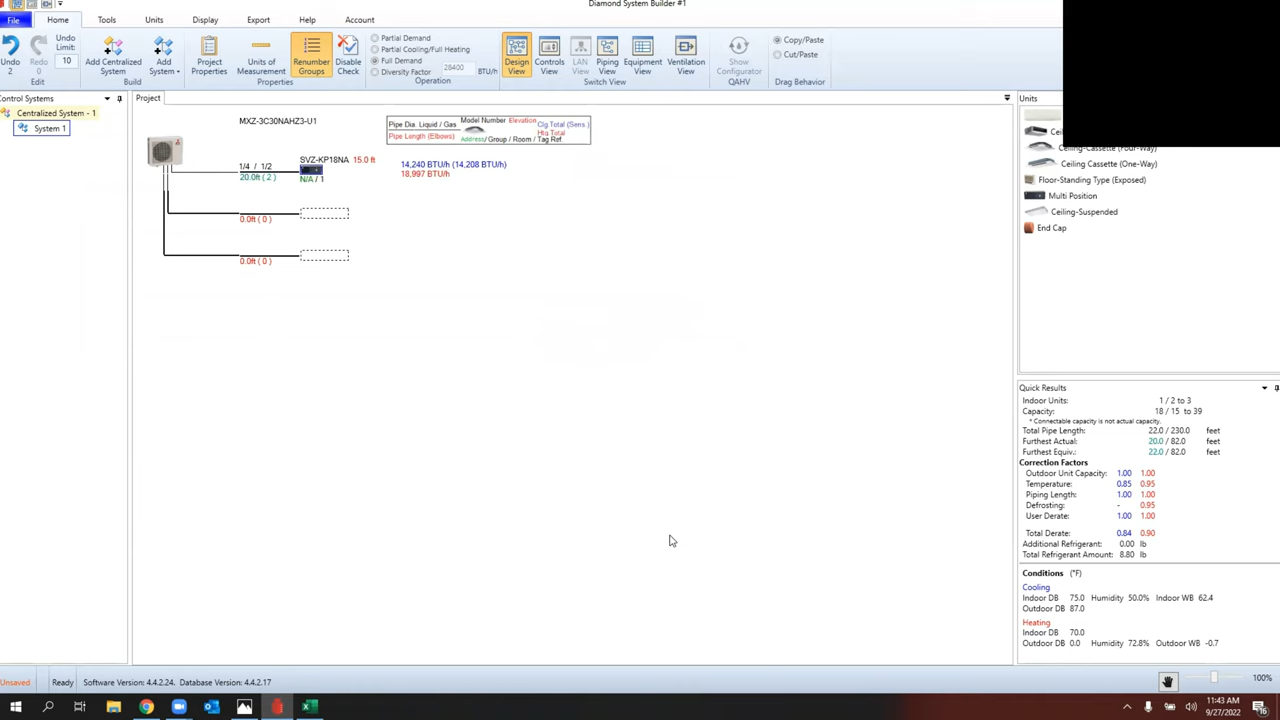 Diamond System Builder #1
File Home Tools Units Display Export Help Account
Undo 2 Redo 0 Undo Limit: 10 Edit
Add Centralized System Add System Build
Project Properties Units of Measurement Properties
Renumber Groups Disable Check
Partial Demand
Partial Cooling/Full Heating
Full Demand
Diversity Factor 28400 BTU/h
Operation
Design View Controls View LAN View Piping View Equipment View Ventilation View
Switch View
Show Configurator
QAHV
Copy/Paste
Cut/Paste
Drag Behavior
Control Systems
Centralized System - 1
System 1
Project
MXZ-3C30NAHZ3-U1
Pipe Dia. Liquid / Gas Model Number Elevation Clg.Total (Sens.)
Pipe Length (Elbows) Address/ Group / Room / Tag Ref Htg.Total
1/4 / 1/2 SVZ-KP18NA 15.0 ft 14,240 BTU/h (14,208 BTU/h)
20.0ft ( 2 ) N/A / 1 18,997 BTU/h
0.0ft ( 0 )
0.0ft ( 0 )
Units
Ceiling Cassette (Four-Way)
Ceiling Cassette (One-Way)
Floor-Standing Type (Exposed)
Multi Position
Ceiling-Suspended
End Cap
Quick Results
Indoor Units: 1 / 2 to 3
Capacity: 18 / 15 to 39
* Connectable capacity is not actual capacity.
Total Pipe Length: 22.0 / 230.0 feet
Furthest Actual: 20.0 / 82.0 feet
Furthest Equiv.: 22.0 / 82.0 feet
Correction Factors
Outdoor Unit Capacity: 1.00 1.00
Temperature: 0.85 0.95
Piping Length: 1.00 1.00
Defrosting: - 0.95
User Derate: 1.00 1.00
Total Derate: 0.84 0.90
Additional Refrigerant: 0.00 lb
Total Refrigerant Amount: 8.80 lb
Conditions (°F)
Cooling
Indoor DB 75.0 Humidity 50.0% Indoor WB 62.4
Outdoor DB 87.0
Heating
Indoor DB 70.0
Outdoor DB 0.0 Humidity 72.8% Outdoor WB -0.7
Unsaved Ready Software Version: 4.4.2.24. Database Version: 4.4.2.17 100%
11:43 AM
9/27/2022
16